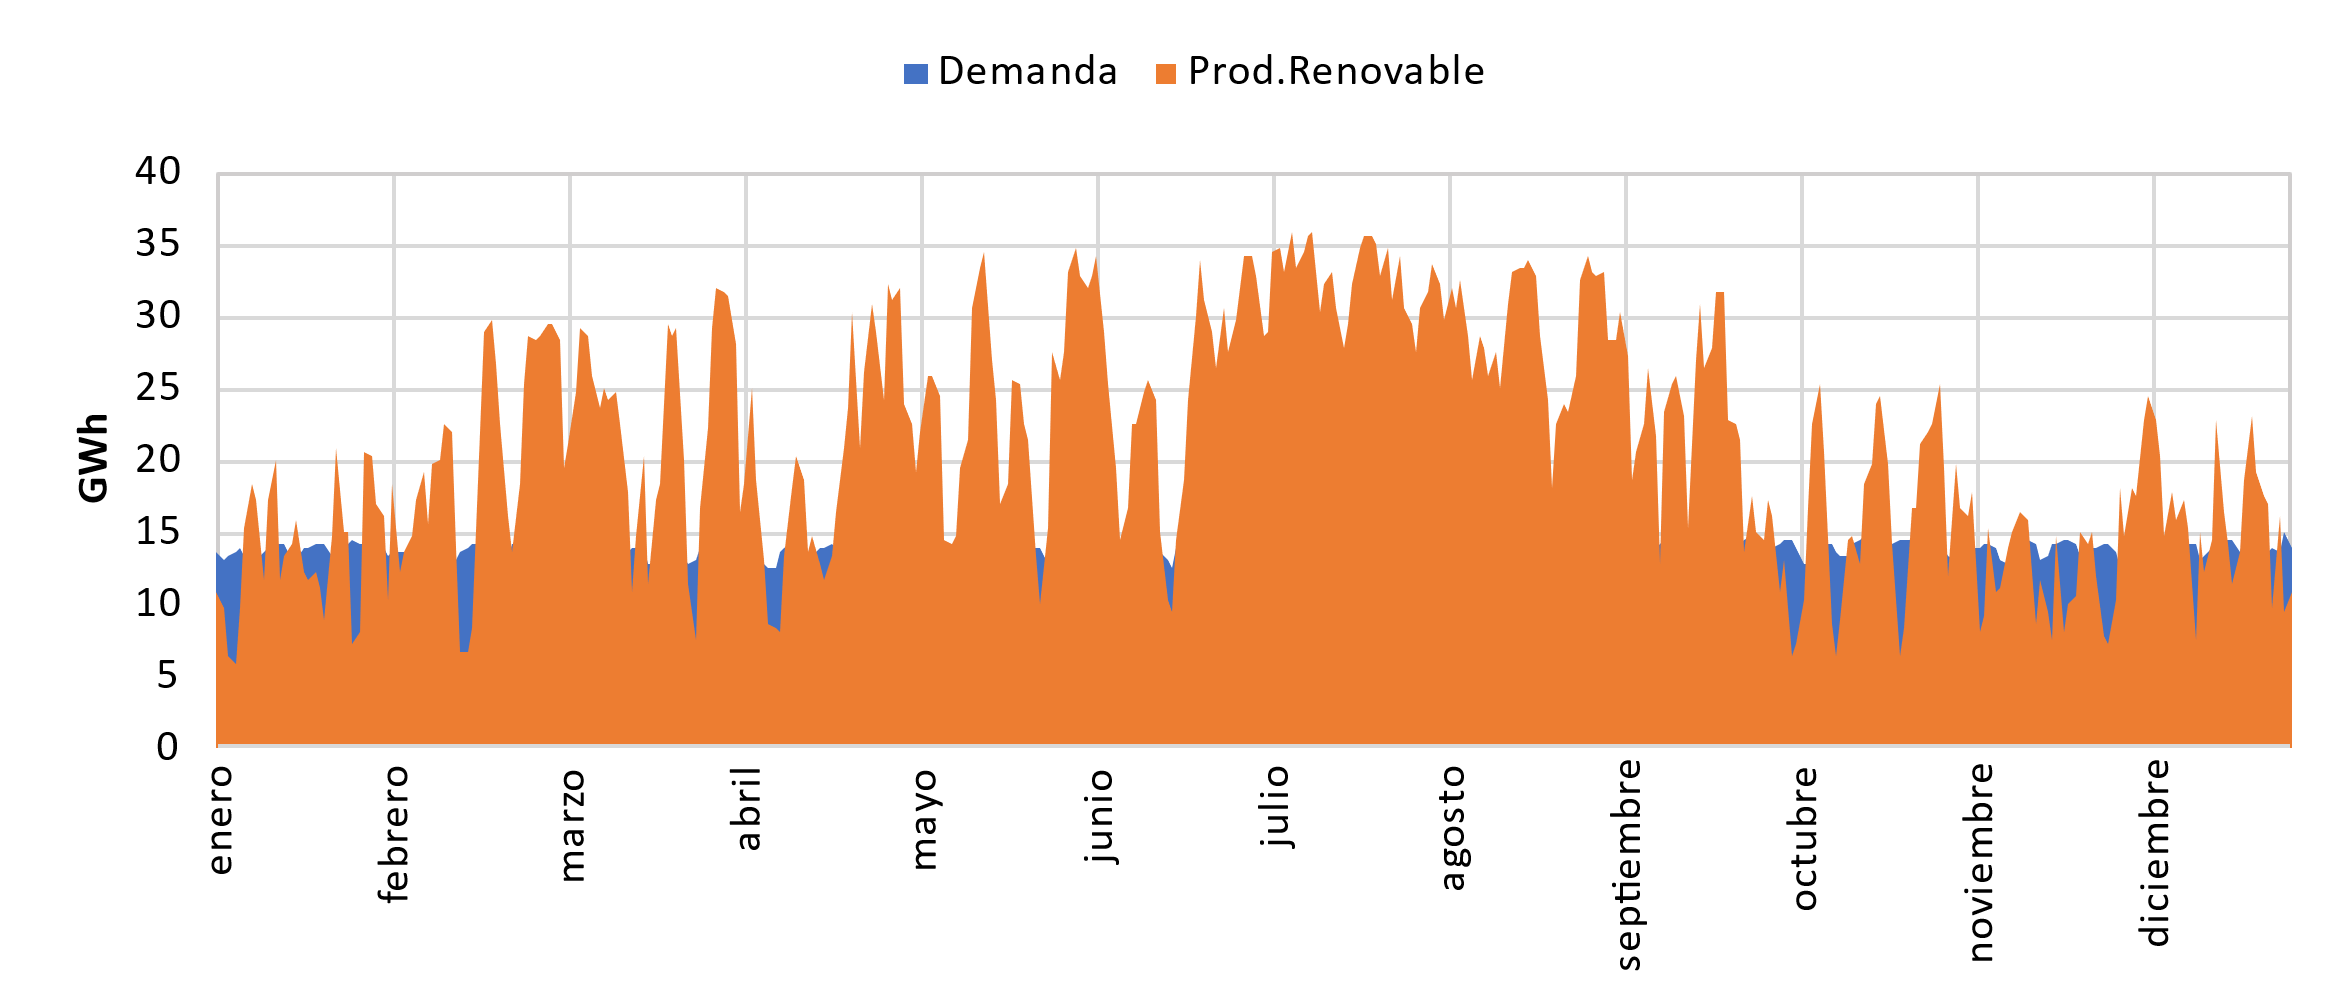 Demanda Prod.Renovable
GWh
40
35
30
25
20
15
10
5
0
enero
febrero
marzo
abril
mayo
junio
julio
agosto
septiembre
octubre
noviembre
diciembre